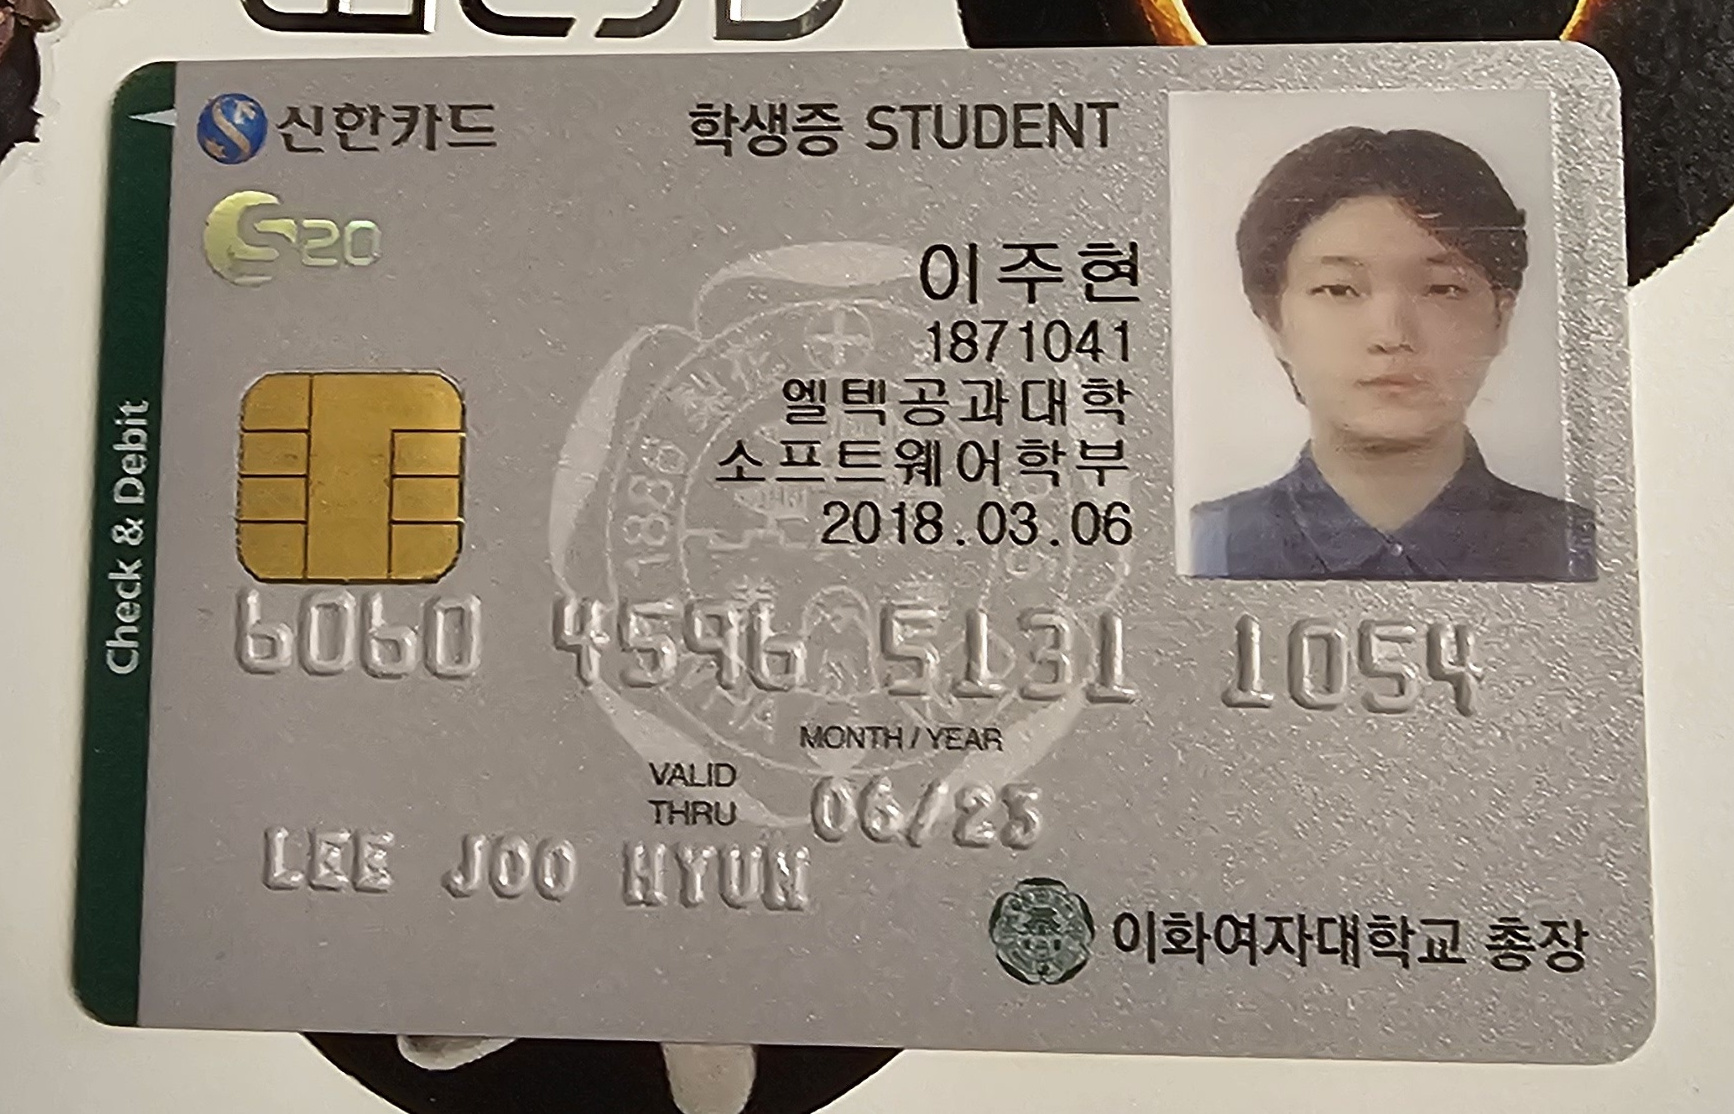 신한카드
학생증 STUDENT
S20
이주현
1871041
엘텍공과대학
소프트웨어학부
2018.03.06
Check & Debit
1886
6060 4596 5131 1054
MONTH / YEAR
VALID
THRU
LEE JOO HYUN
이화여자대학교 총장